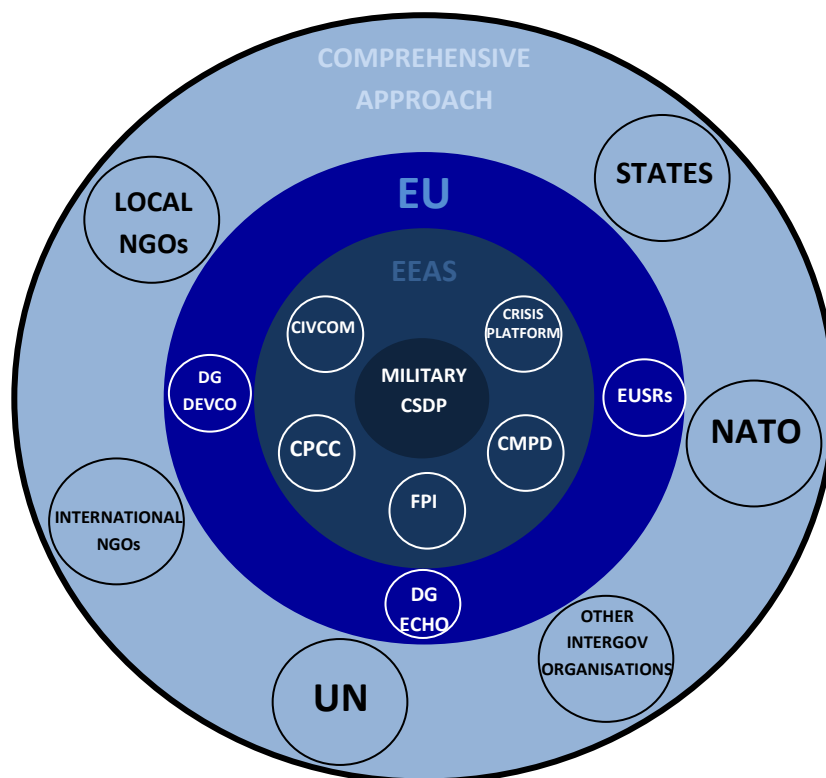 COMPREHENSIVE
APPROACH
STATES
LOCAL
NGOs
EU
EEAS
CIVCOM
CRISIS
PLATFORM
DG
DEVCO
MILITARY
CSDP
EUSRs
NATO
CPCC
CMPD
FPI
INTERNATIONAL
NGOs
DG
ECHO
OTHER
INTERGOV
ORGANISATIONS
UN